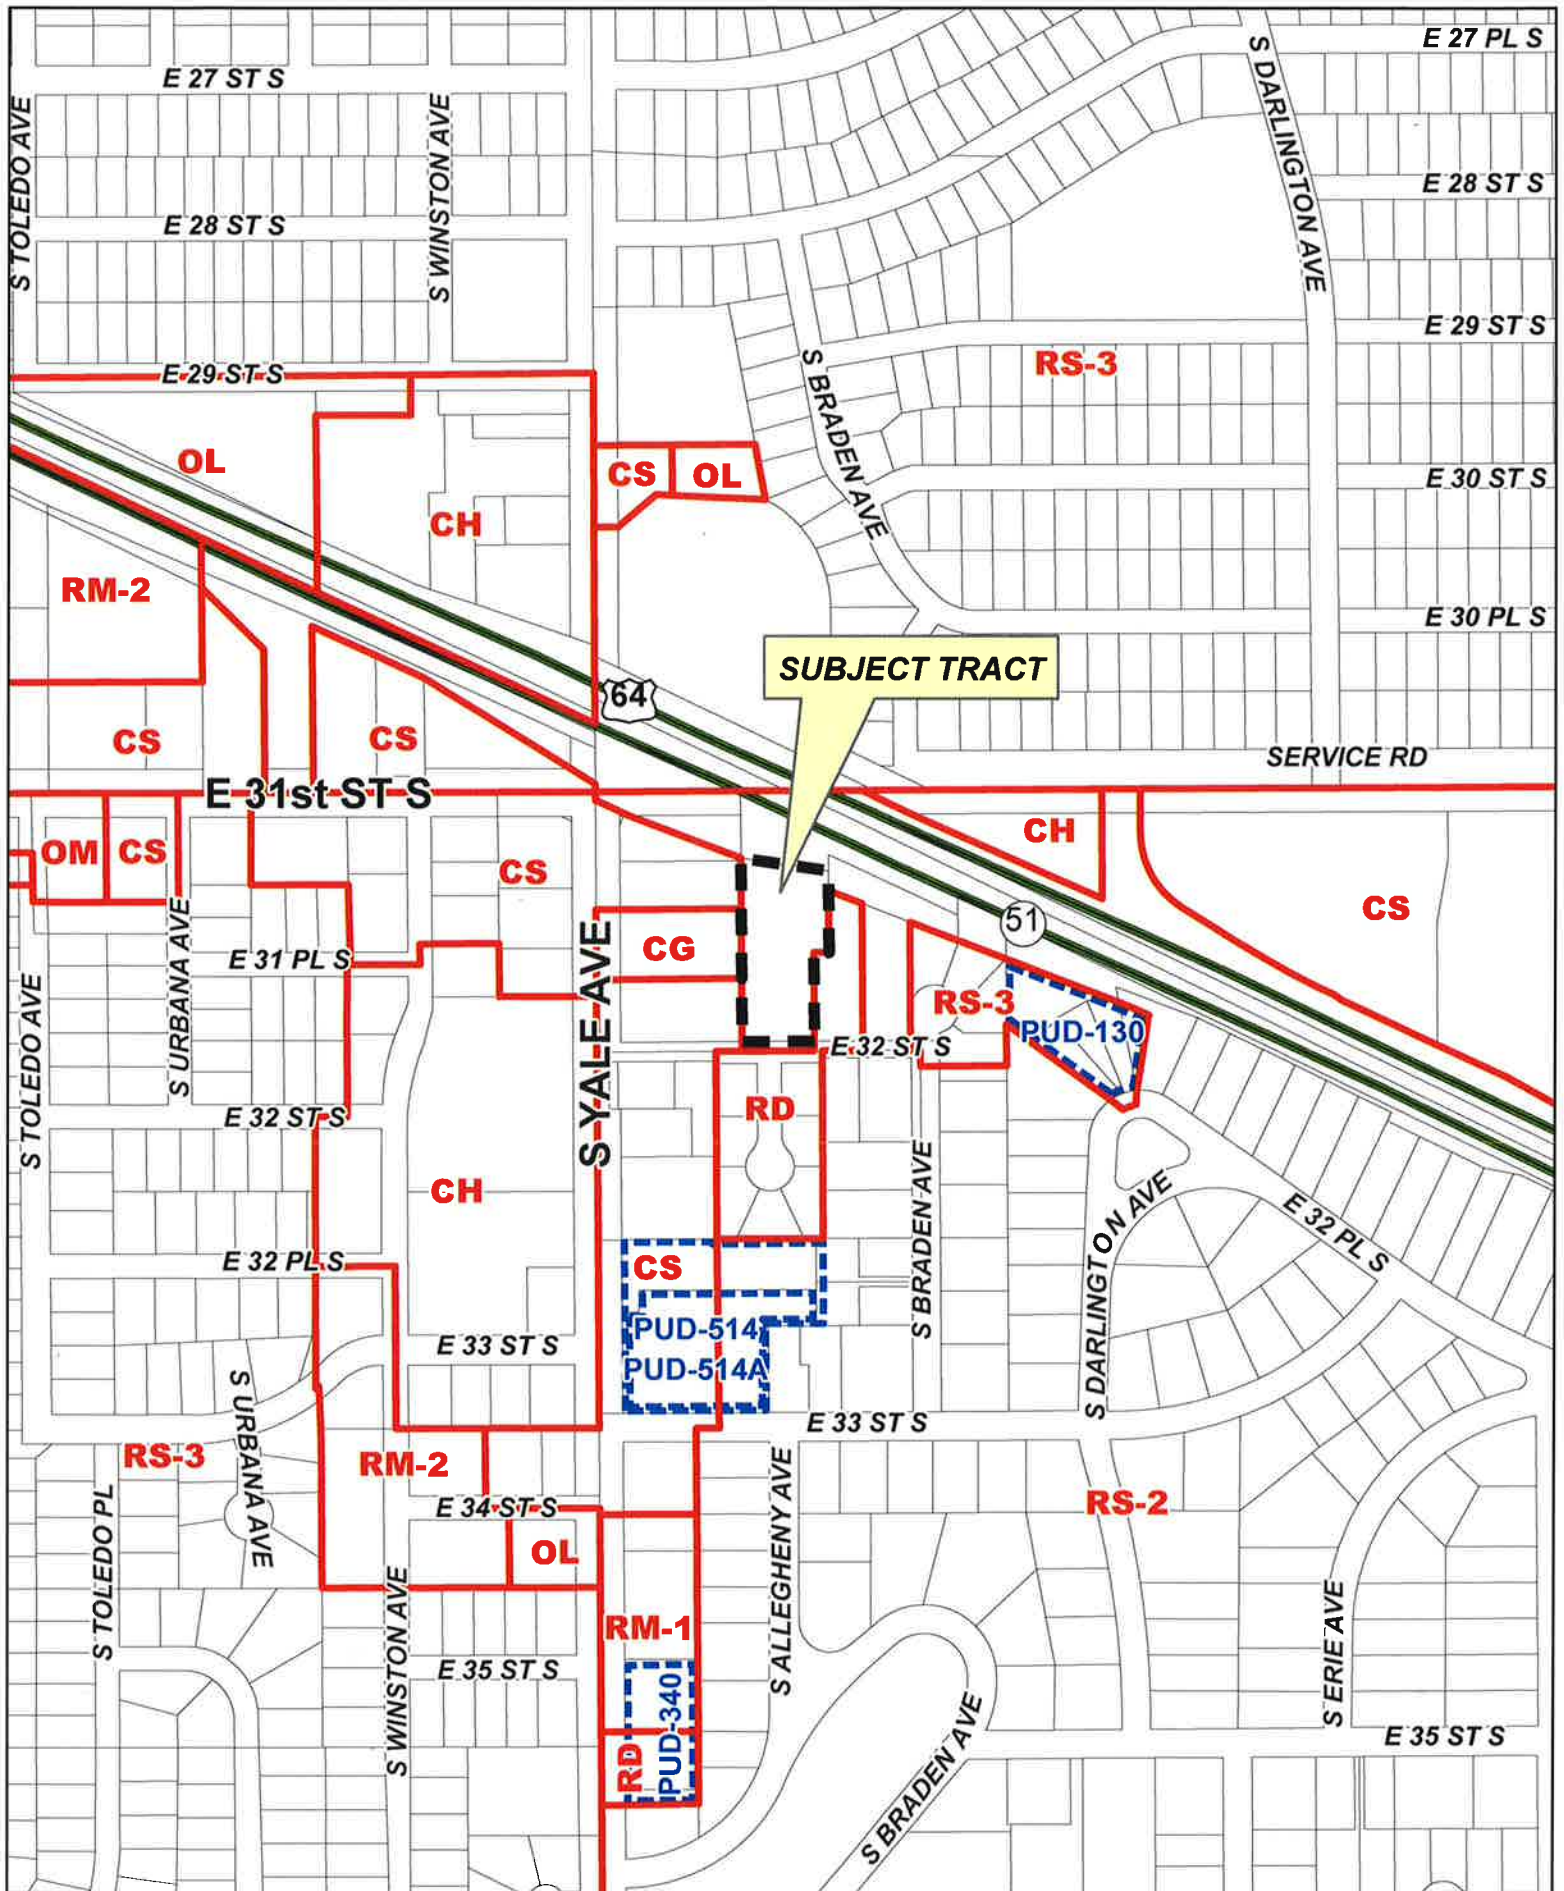 E 27 PL S
E 27 ST S
S TOLEDO AVE
S WINSTON AVE
S DARLINGTON AVE
E 28 ST S
E 28 ST S
E 29 ST S
S BRADEN AVE
RS-3
E 29 ST S
OL
CS
OL
E 30 ST S
CH
RM-2
E 30 PL S
SUBJECT TRACT
64
CS
CS
SERVICE RD
E 31st ST S
CH
OM
CS
CS
CS
51
S URBANA AVE
S YALE AVE
CG
E 31 PL S
S TOLEDO AVE
RS-3
PUD-130
E 32 ST S
RD
E 32 ST S
CH
S BRADEN AVE
S DARLINGTON AVE
E 32 PL S
E 32 PL S
CS
PUD-514
E 33 ST S
PUD-514A
S URBANA AVE
E 33 ST S
RS-3
RM-2
S TOLEDO PL
S ALLEGHENY AVE
RS-2
E 34 ST S
OL
S WINSTON AVE
RM-1
S ERIE AVE
E 35 ST S
PUD-340
RD
S BRADEN AVE
E 35 ST S